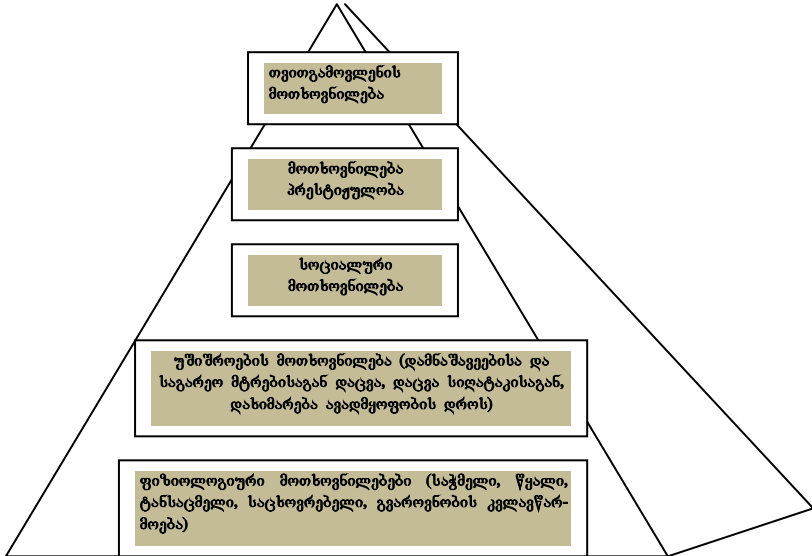 თვითგამოვლენის
მოთხოვნილება
მოთხოვნილება
პრესტიჟულობა
სოციალური
მოთხოვნილება
უშიშროების მოთხოვნილება (დამნაშავეებისა და
საგარეო მტრებისაგან დაცვა, დაცვა სიღატაკისაგან,
დახიმარება ავადმყოფობის დროს)
ფიზიოლოგიური მოთხოვნილებები (საჭმელი, წყალი,
ტანსაცმელი, საცხოვრებელი, გვაროვნობის კვლავწარ-
მოება)